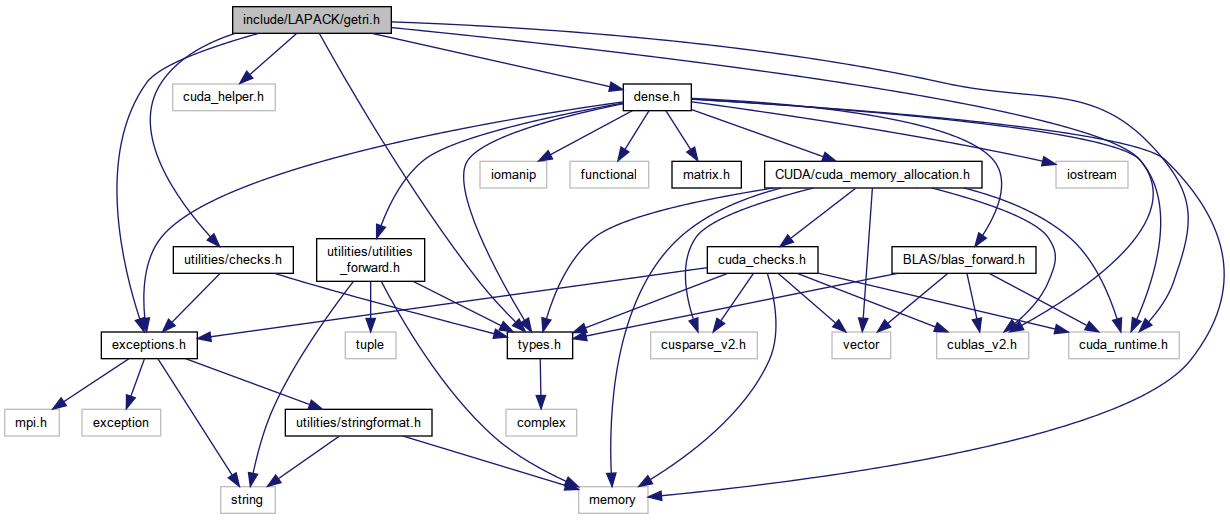 include/LAPACK/getri.h
cuda_helper.h
dense.h
iomanip
functional
matrix.h
CUDA/cuda_memory_allocation.h
iostream
utilities/checks.h
utilities/utilities
_forward.h
cuda_checks.h
BLAS/blas_forward.h
exceptions.h
tuple
types.h
cusparse_v2.h
vector
cublas_v2.h
cuda_runtime.h
mpi.h
exception
utilities/stringformat.h
complex
string
memory